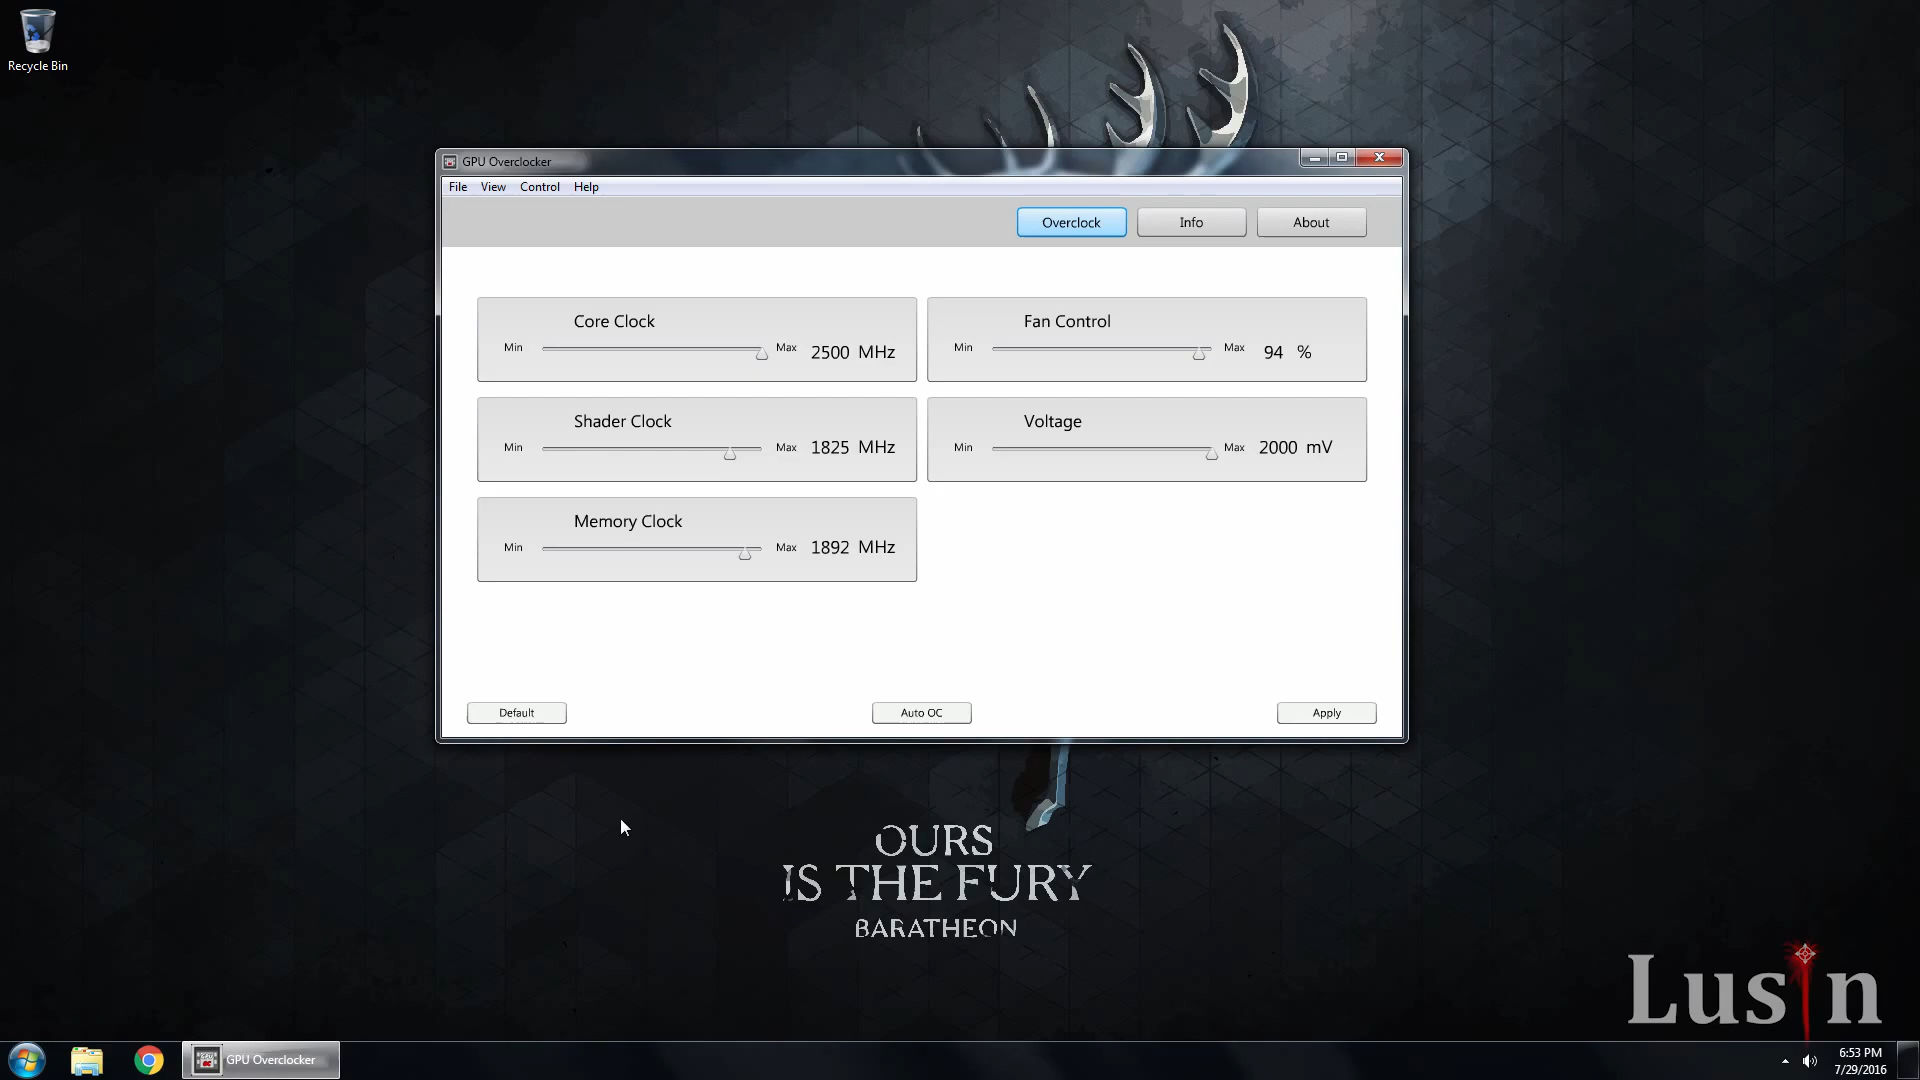 Recycle Bin
GPU Overclocker
File View Control Help
Overclock Info About
Core Clock
Min Max 2500 MHz
Fan Control
Min Max 94 %
Shader Clock
Min Max 1825 MHz
Voltage
Min Max 2000 mV
Memory Clock
Min Max 1892 MHz
Default Auto OC Apply
OURS
IS THE FURY
BARATHEON
Lusin
GPU Overclocker
6:53 PM
7/29/2016